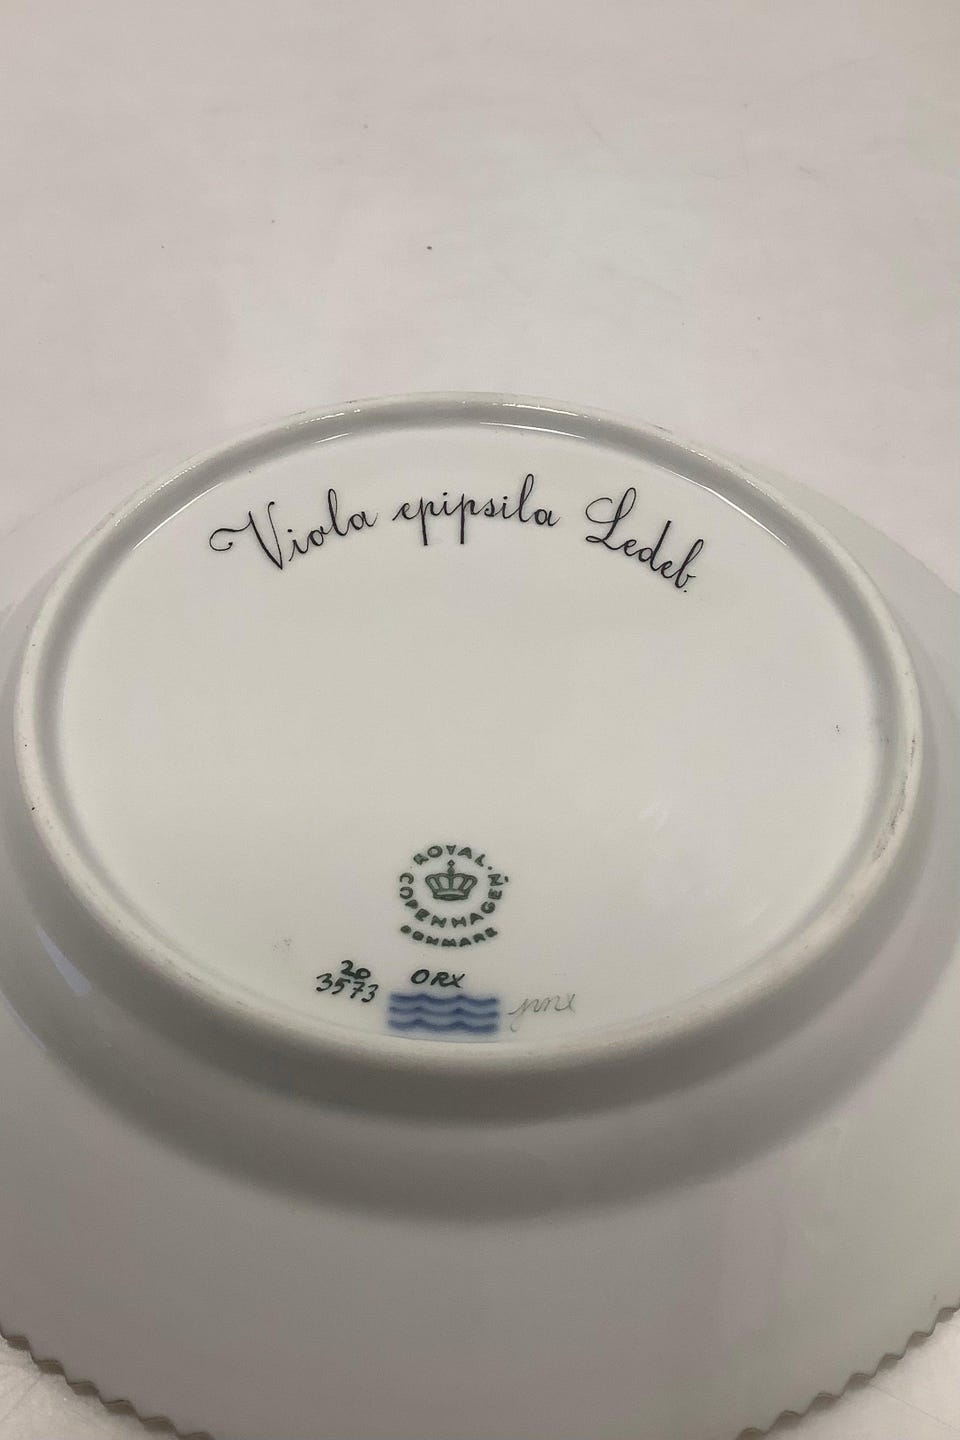 Viola epipsila Ledeb.
ROYAL COPENHAGEN
DENMARK
20
3573
ORX